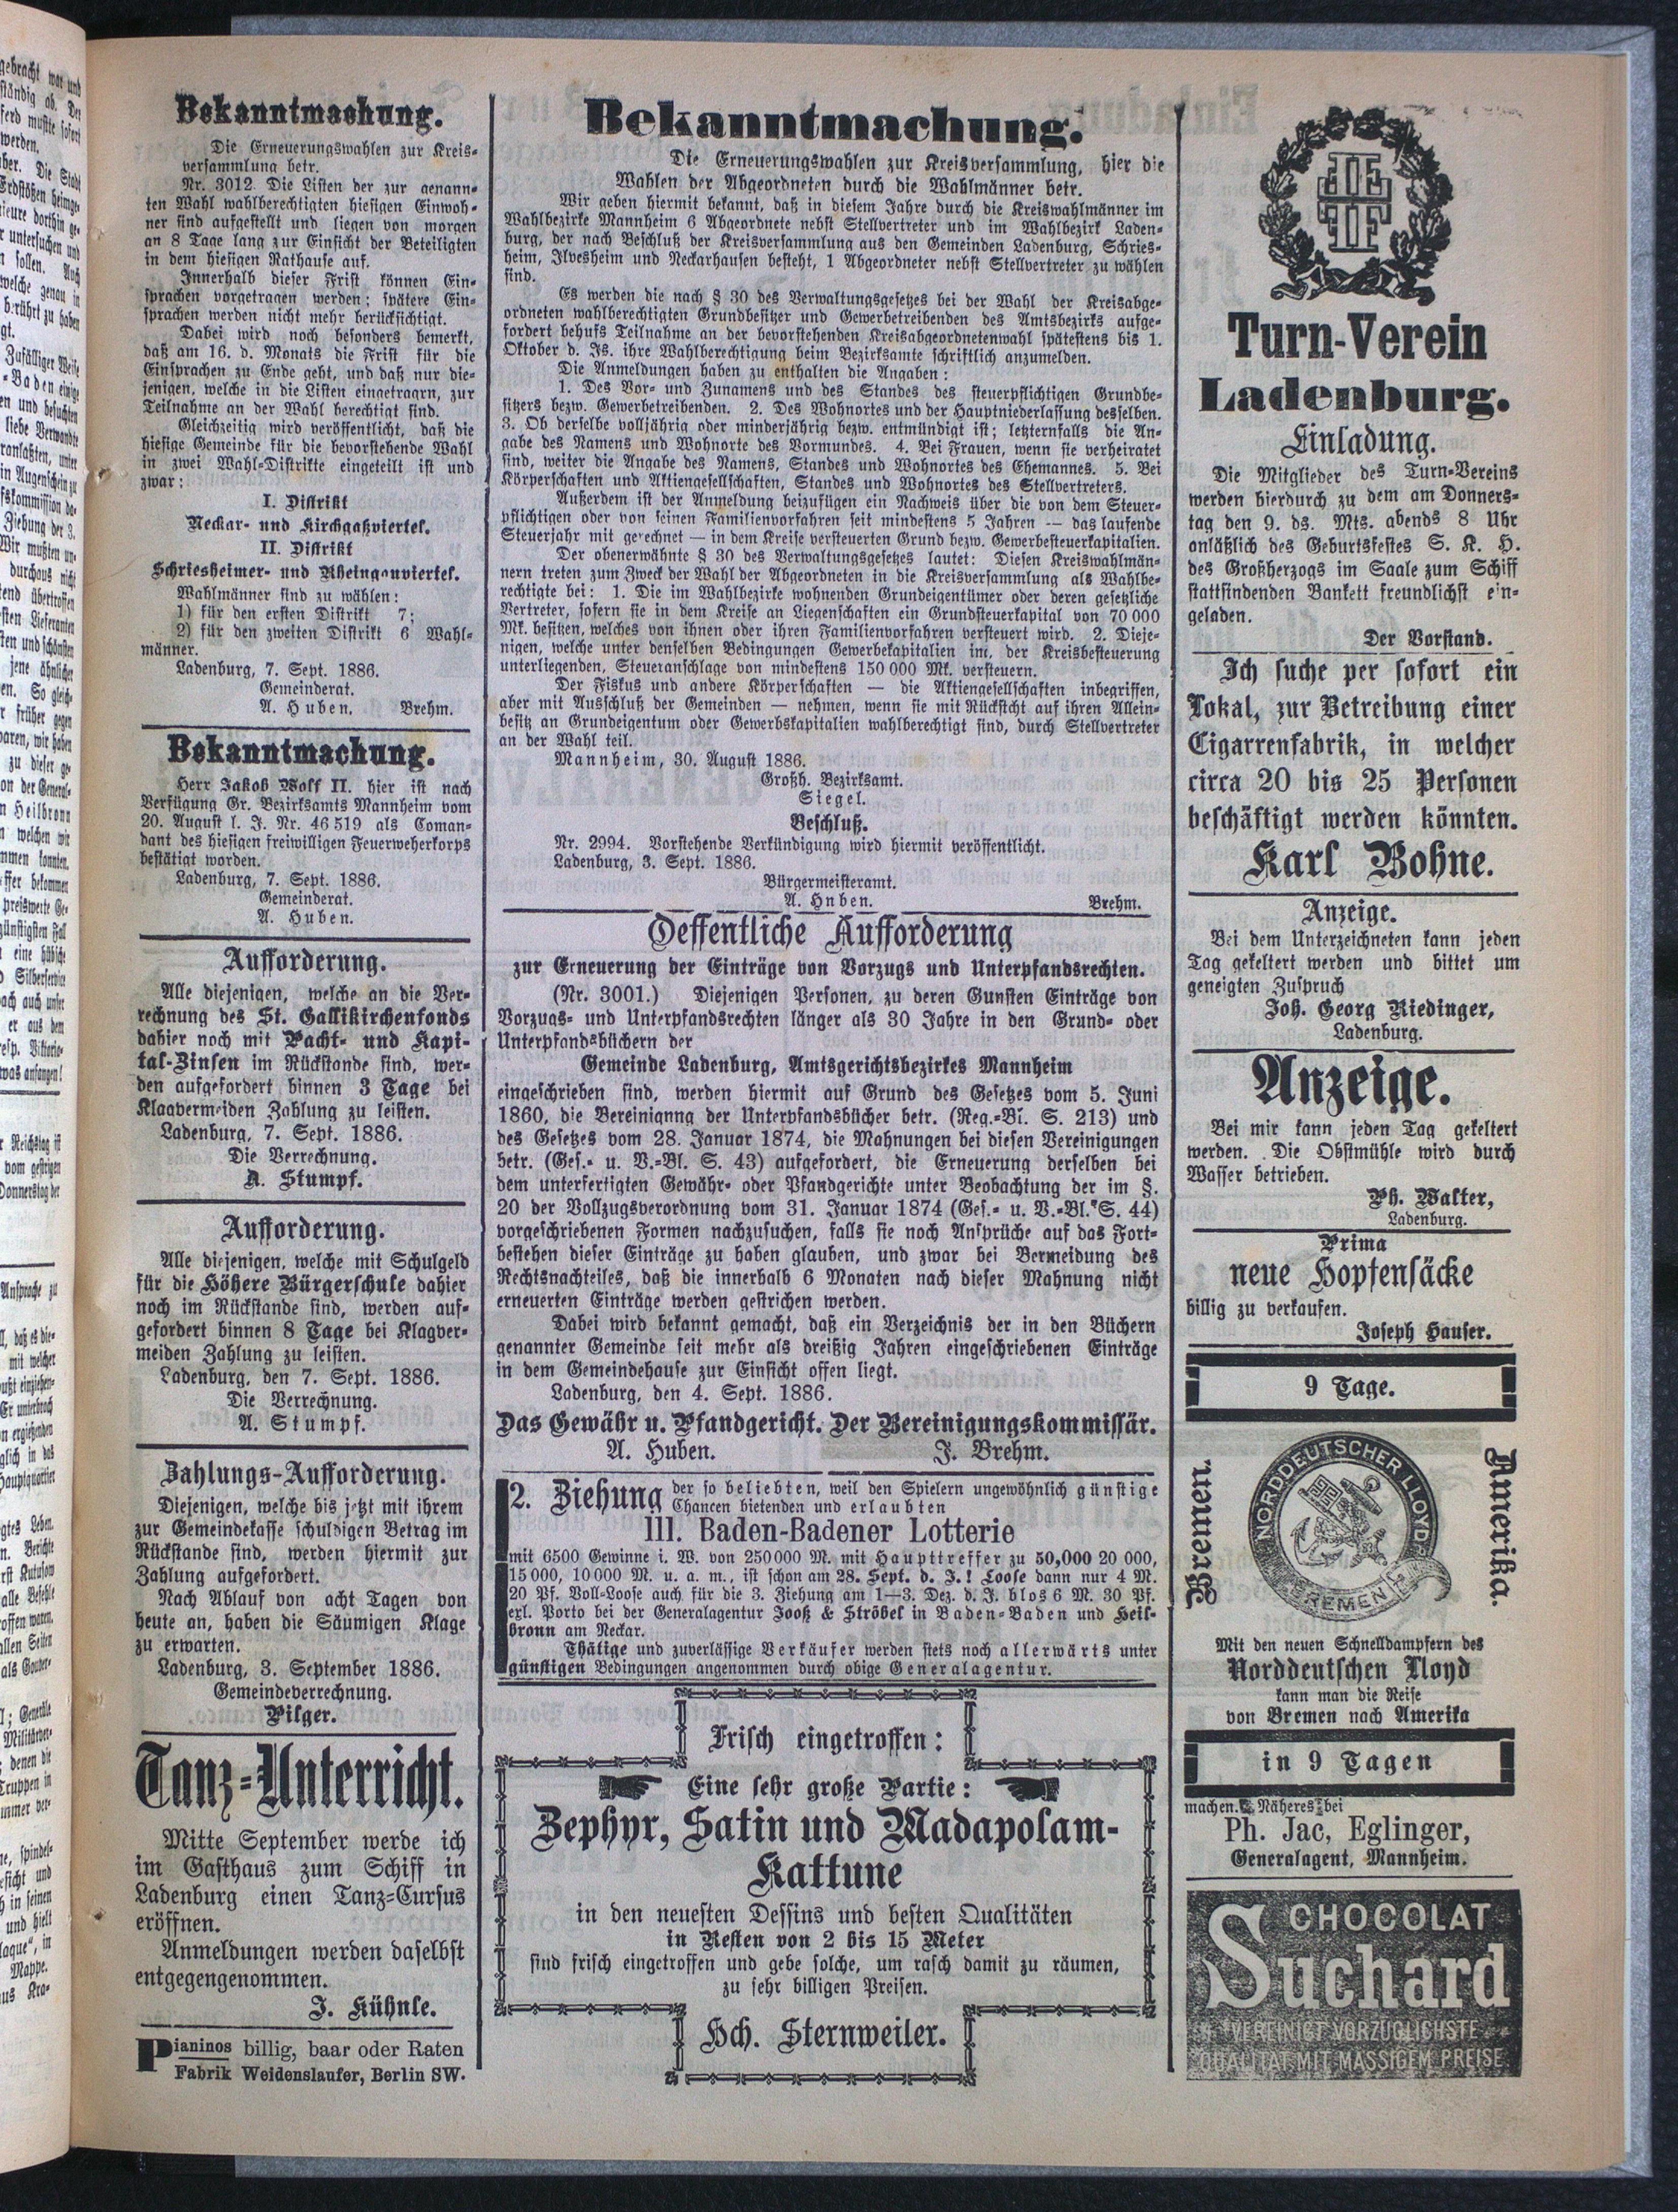 Bekanntmachung.
Die Erneuerungswahlen zur Kreis-
versammlung betr.
Nr. 3012 Die Listen der zur genann-
ten Wahl wahlberechtigten hiesigen Einwoh-
ner sind aufgestellt und liegen von morgen
an 8 Tage lang zur Einsicht der Beteiligten
in dem hiesigen Rathause auf.
Innerhalb dieser Frist können Ein-
sprachen vorgetragen werden; spätere Ein-
sprachen werden nicht mehr berücksichtigt.
Dabei wird noch besonders bemerkt,
daß am 16. d. Monats die Frist für die
Einsprachen zu Ende geht, und daß nur die-
jenigen, welche in die Listen eingetragrn, zur
Teilnahme an der Wahl berechtigt sind.
Gleichzeitig wird veröffentlicht, daß die
hiesige Gemeinde für die bevorstehende Wahl
in zwei Wahl-Distrikte eingeteilt ist und
zwar:
I. Distrikt
Neckar- und Kirchgaßviertel.
II. Distrikt
Schriesheimer- und Rheingauviertel.
Wahlmänner sind zu wählen:
1) für den ersten Distrikt 7;
2) für den zweiten Distrikt 6 Wahl-
männer.
Ladenburg, 7. Sept. 1886.
Gemeinderat.
A. Huben. Brehm.
Bekanntmachung.
Herr Jakob Wolf II. hier ist nach
Verfügung Gr. Bezirksamts Mannheim vom
20. August l. J. Nr. 46519 als Coman-
dant des hiesigen freiwilligen Feuerweherkorps
bestätigt worden.
Ladenburg, 7. Sept. 1886.
Gemeinderat.
A. Huben.
Aufforderung.
Alle diejenigen, welche an die Ver-
rechnung des St. Gallikirchenfonds
dahier noch mit Pacht- und Kapi-
tal-Zinsen im Rückstande sind, wer-
den aufgefordert binnen 3 Tage bei
Klagvermeiden Zahlung zu leisten.
Ladenburg, 7. Sept. 1886.
Die Verrechnung.
A. Stumpf.
Aufforderung.
Alle diejenigen, welche mit Schulgeld
für die Höhere Bürgerschule dahier
noch im Rückstande sind, werden auf-
gefordert binnen 8 Tage bei Klagver-
meiden Zahlung zu leisten.
Ladenburg, den 7. Sept. 1886.
Die Verrechnung.
A. Stumpf.
Zahlungs-Aufforderung.
Diejenigen, welche bis jetzt mit ihrem
zur Gemeindekasse schuldigen Betrag im
Rückstande sind, werden hiermit zur
Zahlung aufgefordert.
Nach Ablauf von acht Tagen von
heute an, haben die Säumigen Klage
zu erwarten.
Ladenburg, 3. September 1886.
Gemeindeverrechnung.
Pilger.
Tanz-Unterricht.
Mitte September werde ich
im Gasthaus zum Schiff in
Ladenburg einen Tanz-Cursus
eröffnen.
Anmeldungen werden daselbst
entgegengenommen.
J. Kühnle.
Pianinos billig, baar oder Raten
Fabrik Weidenslaufer, Berlin SW.
Bekanntmachung.
Die Erneuerungswahlen zur Kreisversammlung, hier die
Wahlen der Abgeordneten durch die Wahlmänner betr.
Wir geben hiermit bekannt, daß in diesem Jahre durch die Kreiswahlmänner im
Wahlbezirke Mannheim 6 Abgeordnete nebst Stellvertreter und im Wahlbezirk Laden-
burg, der nach Beschluß der Kreisversammlung aus den Gemeinden Ladenburg, Schries-
heim, Ilvesheim und Neckarhausen besteht, 1 Abgeordneter nebst Stellvertreter zu wählen
sind.
Es werden die nach § 30 des Verwaltungsgesetzes bei der Wahl der Kreisabge-
ordneten wahlberechtigten Grundbesitzer und Gewerbetreibenden des Amtsbezirks aufge-
fordert behufs Teilnahme an der bevorstehenden Kreisabgeordnetenwahl spätestens bis 1.
Oktober d. Js. ihre Wahlberechtigung beim Bezirksamte schriftlich anzumelden.
Die Anmeldungen haben zu enthalten die Angaben:
1. Des Vor- und Zunamens und des Standes des steuerpflichtigen Grundbe-
sitzers bezw. Gewerbetreibenden. 2. Des Wohnortes und der Hauptniederlassung desselben.
3. Ob derselbe volljährig oder minderjährig bezw. entmündigt ist; letzternfalls die An-
gabe des Namens und Wohnorte des Vormundes. 4. Bei Frauen, wenn sie verheiratet
sind, weiter die Angabe des Namens, Standes und Wohnortes des Ehemannes. 5. Bei
Körperschaften und Aktiengesellschaften, Standes und Wohnortes des Stellvertreters.
Außerdem ist der Anmeldung beizufügen ein Nachweis über die von dem Steuer-
pflichtigen oder von seinen Familienvorfahren seit mindestens 5 Jahren — das laufende
Steuerjahr mit gerechnet — in dem Kreise versteuerten Grund bezw. Gewerbesteuerkapitalien.
Der obenerwähnte § 30 des Verwaltungsgesetzes lautet: Diesen Kreiswahlmän-
nern treten zum Zweck der Wahl der Abgeordneten in die Kreisversammlung als Wahlbe-
rechtigte bei: 1. Die im Wahlbezirke wohnenden Grundeigentümer oder deren gesetzliche
Vertreter, sofern sie in dem Kreise an Liegenschaften ein Grundsteuerkapital von 70 000
Mk. besitzen, welches von ihnen oder ihren Familienvorfahren versteuert wird. 2. Dieje-
nigen, welche unter denselben Bedingungen Gewerbekapitalien im, der Kreisbesteuerung
unterliegenden, Steueranschlage von mindestens 150 000 Mk. versteuern.
Der Fiskus und andere Körperschaften — die Aktiengesellschaften inbegriffen,
aber mit Ausschluß der Gemeinden — nehmen, wenn sie mit Rücksicht auf ihren Allein-
besitz an Grundeigentum oder Gewerbskapitalien wahlberechtigt sind, durch Stellvertreter
an der Wahl teil.
Mannheim, 30. August 1886.
Großh. Bezirksamt.
Siegel.
Beschluß.
Nr. 2994. Vorstehende Verkündigung wird hiermit veröffentlicht.
Ladenburg, 3. Sept. 1886.
Bürgermeisteramt.
A. Hnben. Brehm.
Oeffentliche Aufforderung
zur Erneuerung der Einträge von Vorzugs und Unterpfandsrechten.
(Nr. 3001.) Diejenigen Personen, zu deren Gunsten Einträge von
Vorzugs- und Unterpfandsrechten länger als 30 Jahre in den Grund- oder
Unterpfandsbüchern der
Gemeinde Ladenburg, Amtsgerichtsbezirkes Mannheim
eingeschrieben sind, werden hiermit auf Grund des Gesetzes vom 5. Juni
1860, die Vereinignng der Unterpfandsbücher betr. (Reg.-Bl. S. 213) und
des Gesetzes vom 28. Januar 1874, die Mahnungen bei diesen Vereinigungen
betr. (Ges.- u. V.-Bl. S. 43) aufgefordert, die Erneuerung derselben bei
dem unterfertigten Gewähr- oder Pfandgerichte unter Beobachtung der im §.
20 der Vollzugsverordnung vom 31. Januar 1874 (Ges.- u. V.-Bl. S. 44)
vorgeschriebenen Formen nachzusuchen, falls sie noch Ansprüche auf das Fort-
bestehen dieser Einträge zu haben glauben, und zwar bei Vermeidung des
Rechtsnachteiles, daß die innerhalb 6 Monaten nach dieser Mahnung nicht
erneuerten Einträge werden gestrichen werden.
Dabei wird bekannt gemacht, daß ein Verzeichnis der in den Büchern
genannter Gemeinde seit mehr als dreißig Jahren eingeschriebenen Einträge
in dem Gemeindehause zur Einsicht offen liegt.
Ladenburg, den 4. Sept. 1886.
Das Gewähr u. Pfandgericht. Der Vereinigungskommissär.
A. Huben. J. Brehm.
2. Ziehung der so beliebten, weil den Spielern ungewöhnlich günstige
Chancen bietenden und erlaubten
III. Baden-Badener Lotterie
mit 6500 Gewinne i. W. von 250000 M. mit Haupttreffer zu 50,000 20 000,
15000, 10000 M. u. a. m., ist schon am 28. Sept. d. J.! Loose dann nur 4 M.
20 Pf. Voll-Loose auch für die 3. Ziehung am 1—3. Dez. d. J. blos 6 M. 30 Pf.
exl. Porto bei der Generalagentur Jooß & Ströbel in Baden-Baden und Heil-
bronn am Neckar.
Thätige und zuverlässige Verkäufer werden stets noch allerwärts unter
günstigen Bedingungen angenommen durch obige Generalagentur.
Frisch eingetroffen:
Eine sehr große Partie:
Zephyr, Satin und Madapolam-
Kattune
in den neuesten Dessins und besten Qualitäten
in Resten von 2 bis 15 Meter
sind frisch eingetroffen und gebe solche, um rasch damit zu räumen,
zu sehr billigen Preisen.
Hch. Sternweiler.
Turn-Verein
Ladenburg.
Einladung.
Die Mitglieder des Turn-Vereins
werden hierdurch zu dem am Donners-
tag den 9. ds. Mts. abends 8 Uhr
anläßlich des Geburtsfestes S. K. H.
des Großherzogs im Saale zum Schiff
stattfindenden Bankett freundlichst ein-
geladen.
Der Vorstand.
Ich suche per sofort ein
Lokal, zur Betreibung einer
Cigarrenfabrik, in welcher
circa 20 bis 25 Personen
beschäftigt werden könnten.
Karl Bohne.
Anzeige.
Bei dem Unterzeichneten kann jeden
Tag gekeltert werden und bittet um
geneigten Zuspruch
Joh. Georg Riedinger,
Ladenburg.
Anzeige.
Bei mir kann jeden Tag gekeltert
werden. Die Obstmühle wird durch
Wasser betrieben.
Ph. Walter,
Ladenburg.
Prima
neue Hopfensäcke
billig zu verkaufen.
Joseph Hauser.
9 Tage.
Bremen.
NORDDEUTSCHER LLOYD
BREMEN
Amerika.
Mit den neuen Schnelldampfern des
Norddeutschen Lloyd
kann man die Reise
von Bremen nach Amerika
in 9 Tagen
machen. Näheres bei
Ph. Jac, Eglinger,
Generalagent, Mannheim.
CHOCOLAT
Suchard
VEREINIGT VORZÜGLICHSTE
QUALITÄT MIT MÄSSIGEM PREISE